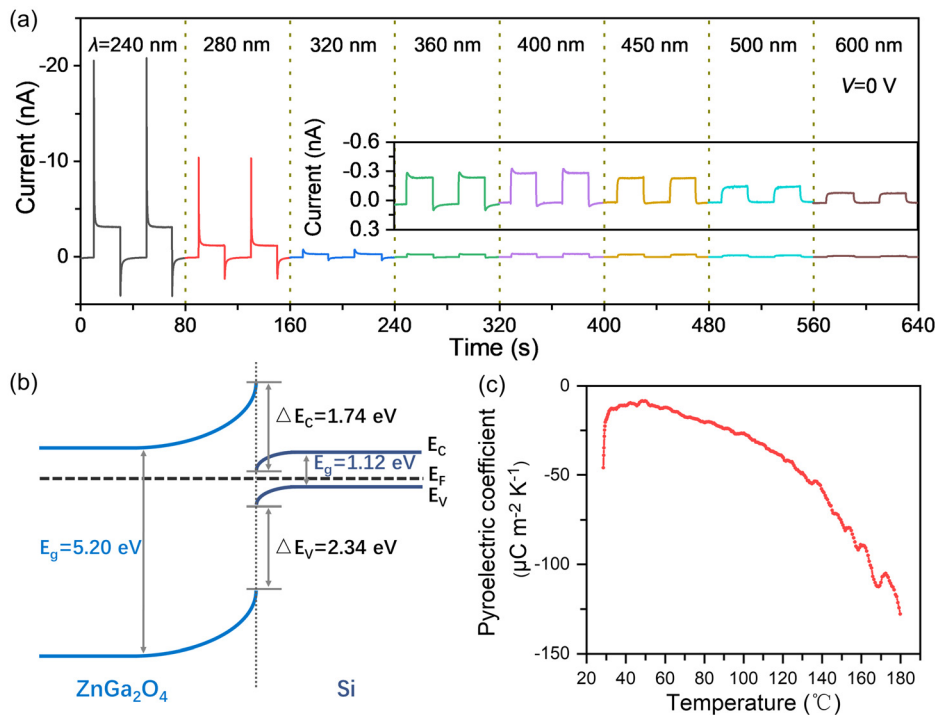 (a)
λ=240 nm 280 nm 320 nm 360 nm 400 nm 450 nm 500 nm 600 nm
V=0 V
Current (nA)
-20
-10
0
Current (nA)
-0.6
-0.3
0.0
0.3
0 80 160 240 320 400 480 560 640
Time (s)
(b)
△ E_C=1.74 eV
E_C
E_g=1.12 eV
E_F
E_V
E_g=5.20 eV
△ E_V=2.34 eV
ZnGa₂O₄ Si
(c)
Pyroelectric coefficient
(μC m⁻² K⁻¹)
0
-50
-100
-150
20 40 60 80 100 120 140 160 180
Temperature (℃)